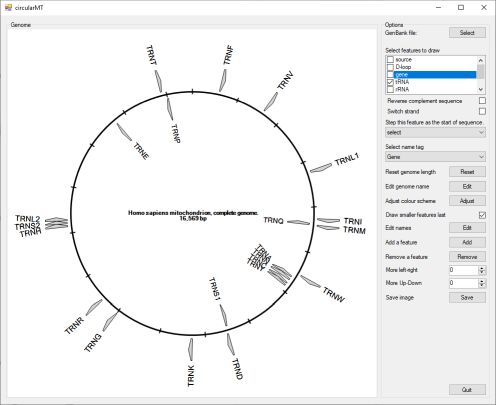 circularMT
Genome
TRNT
TRNF
TRNV
TRNP
TRNE
TRNL1
TRNL2
TRNS2
TRNH
Homo sapiens mitochondrion, complete genome.
16,569 bp
TRNQ
TRNI
TRNM
TRNA
TRNY
TRNW
TRNS1
TRNR
TRNG
TRNK
TRND
Options
GenBank file:
Select
Select features to draw
source
D-loop
gene
tRNA
rRNA
Reverse complement sequence
Switch strand
Step this feature as the start of sequence.
select
Select name tag
Gene
Reset genome length
Reset
Edit genome name
Edit
Adjust colour scheme
Adjust
Draw smaller features last
Edit names
Edit
Add a feature
Add
Remove a feature
Remove
More left-right
0
More Up-Down
0
Save image
Save
Quit